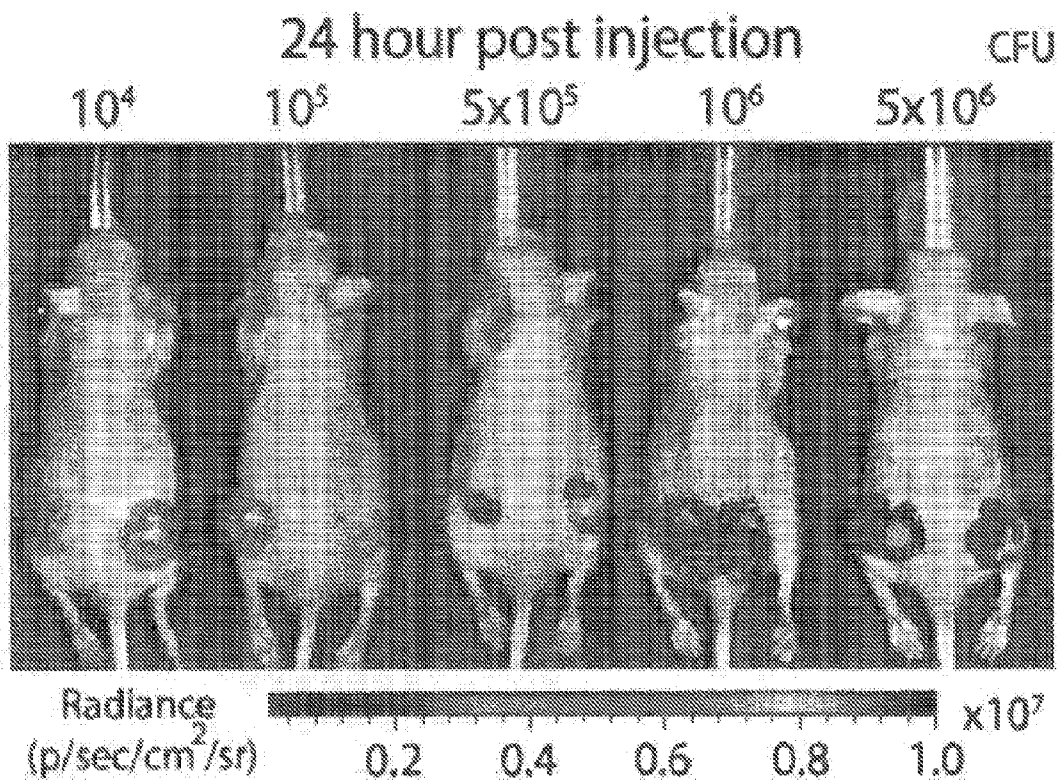 24 hour post injection CFU
10⁴ 10⁵ 5x10⁵ 10⁶ 5x10⁶
Radiance
(p/sec/cm²/sr)
0.2 0.4 0.6 0.8 1.0
x10⁷